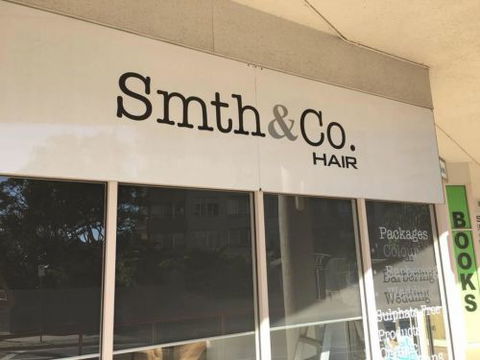 Smth&Co.
HAIR
Packages
Colour
Barbering
Wedding
Sulphate Free
Products
BOOKS